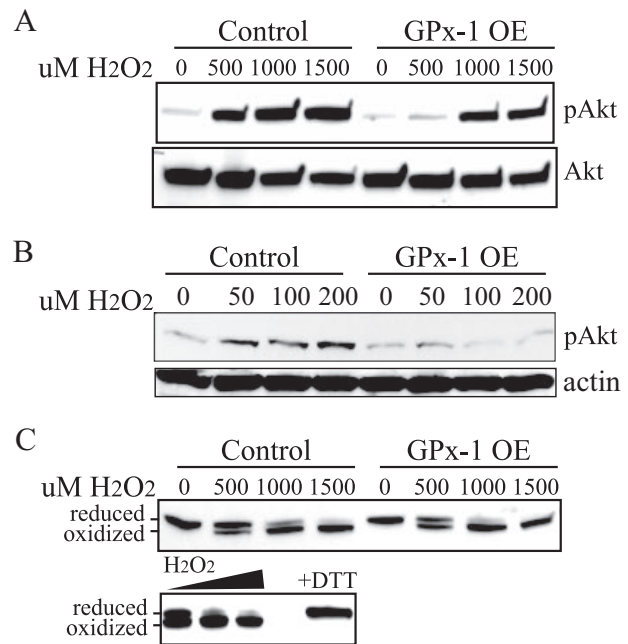 A
Control GPx-1 OE
uM H2O2 0 500 1000 1500 0 500 1000 1500
pAkt
Akt
B
Control GPx-1 OE
uM H2O2 0 50 100 200 0 50 100 200
pAkt
actin
C
Control GPx-1 OE
uM H2O2 0 500 1000 1500 0 500 1000 1500
reduced
oxidized
H2O2 +DTT
reduced
oxidized